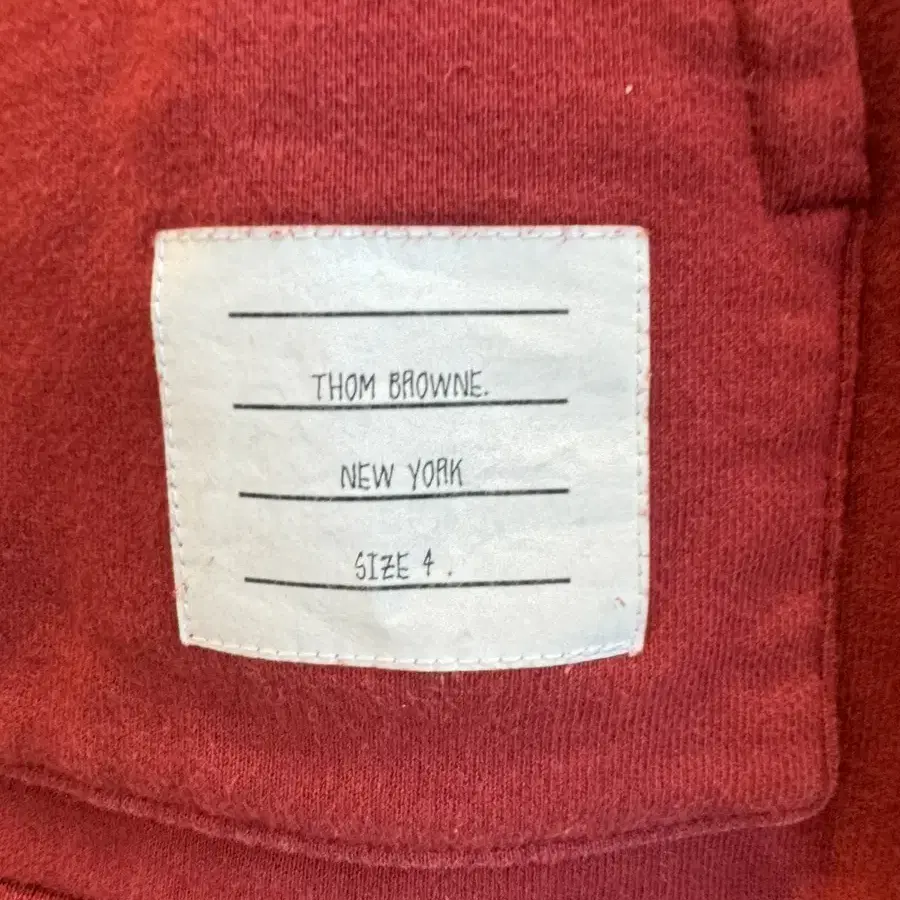 THOM BROWNE.
NEW YORK
SIZE 4 .